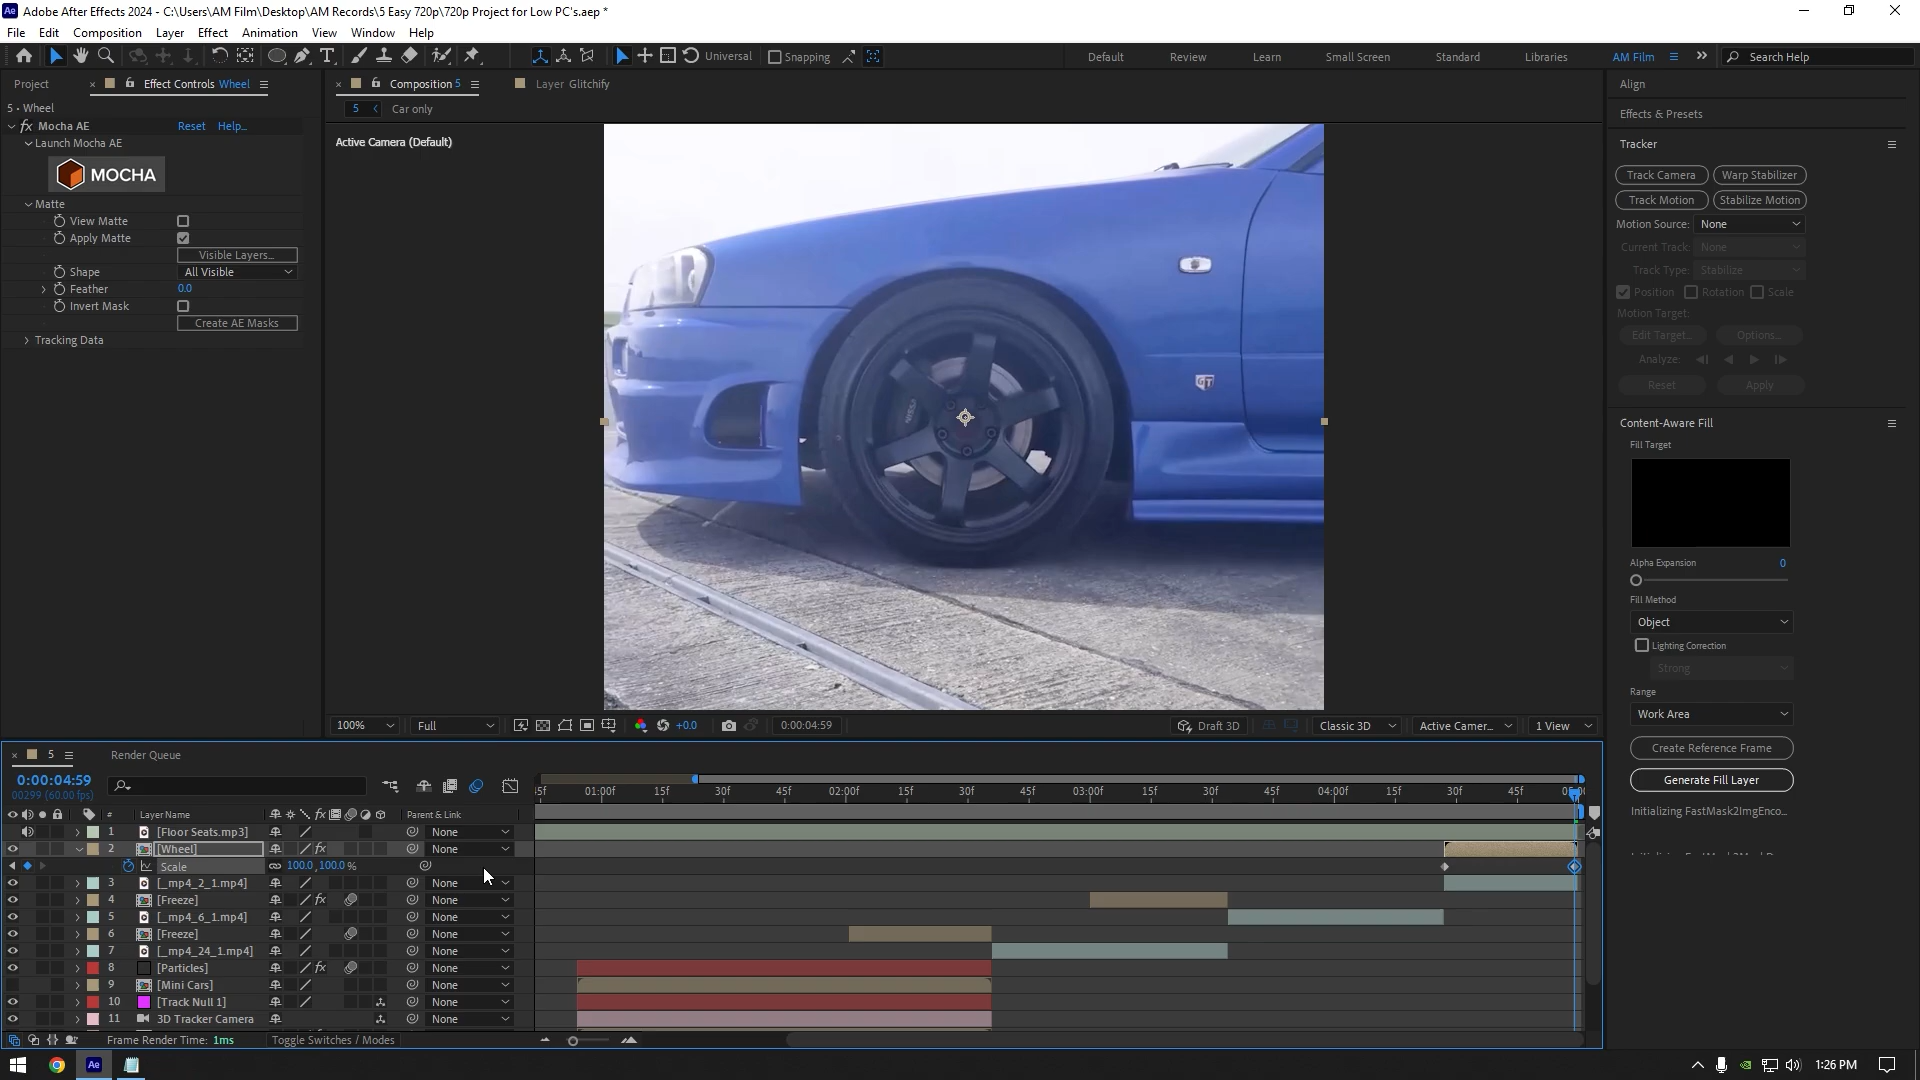 Adobe After Effects 2024 - C:\Users\AM Film\Desktop\AM Records\5 Easy 720p\720p Project for Low PC's.aep *
File Edit Composition Layer Effect Animation View Window Help
Universal Snapping Default Review Learn Small Screen Standard Libraries AM Film Search Help
Project Effect Controls Wheel
5 • Wheel
fx Mocha AE Reset Help...
Launch Mocha AE
MOCHA
Matte
View Matte
Apply Matte
Visible Layers...
Shape All Visible
Feather 0.0
Invert Mask
Create AE Masks
Tracking Data
Composition 5 Layer Glitchify
5 Car only
Active Camera (Default)
GT
100% Full +0.0 0:00:04:59 Draft 3D Classic 3D Active Camer... 1 View
Align
Effects & Presets
Tracker
Track Camera Warp Stabilizer
Track Motion Stabilize Motion
Motion Source: None
Current Track: None
Track Type: Stabilize
Position Rotation Scale
Motion Target:
Edit Target... Options...
Analyze:
Reset Apply
Content-Aware Fill
Fill Target
Alpha Expansion 0
Fill Method
Object
Lighting Correction
Strong
Range
Work Area
Create Reference Frame
Generate Fill Layer
Initializing FastMask2ImgEnco...
5 Render Queue
0:00:04:59
00299 (60.00 fps)
45f 01:00f 15f 30f 45f 02:00f 15f 30f 45f 03:00f 15f 30f 45f 04:00f 15f 30f 45f
# Layer Name fx Parent & Link
1 [Floor Seats.mp3] None
2 [Wheel] fx None
Scale 100.0, 100.0 %
3 [_mp4_2_1.mp4] None
4 [Freeze] fx None
5 [_mp4_6_1.mp4] None
6 [Freeze] None
7 [_mp4_24_1.mp4] None
8 [Particles] fx None
9 [Mini Cars] None
10 [Track Null 1] None
11 3D Tracker Camera None
Frame Render Time: 1ms Toggle Switches / Modes
Ae 1:26 PM